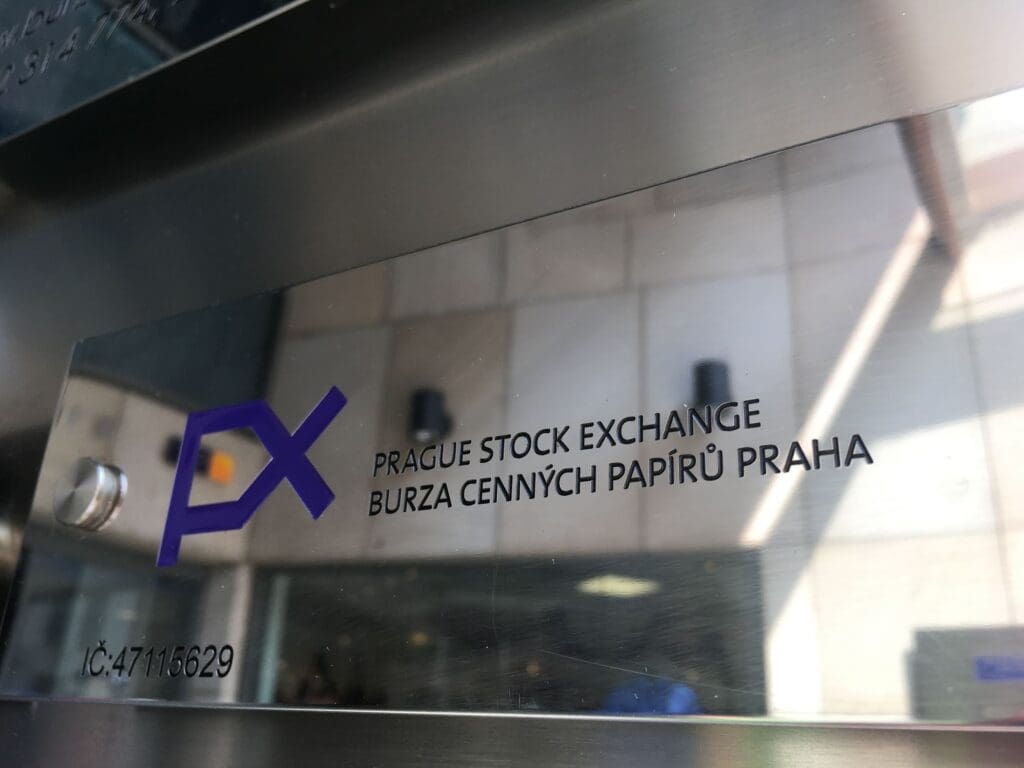 PX
PRAGUE STOCK EXCHANGE
BURZA CENNÝCH PAPÍRŮ PRAHA
IČ:47115629